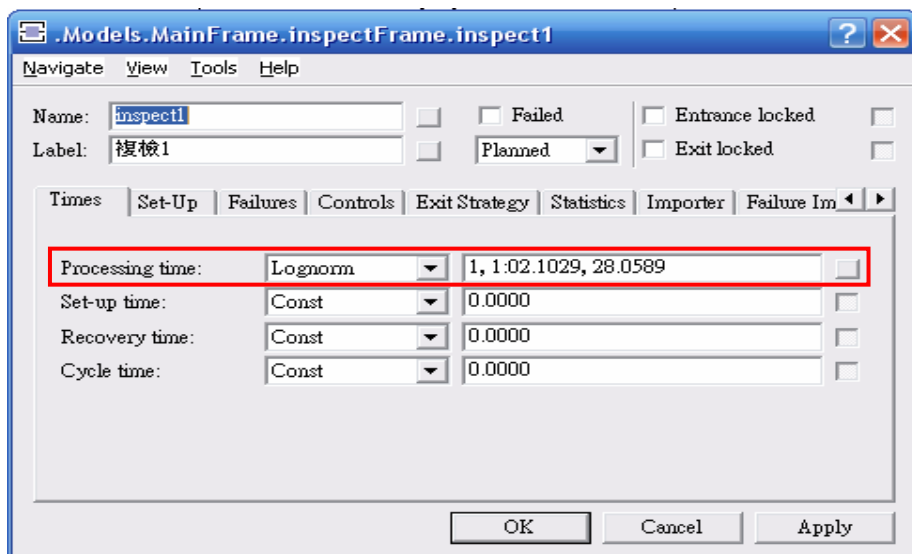 .Models.MainFrame.inspectFrame.inspect1
Navigate View Tools Help
Name: inspect1 Failed Entrance locked
Label: 複檢1 Planned Exit locked
Times Set-Up Failures Controls Exit Strategy Statistics Importer Failure Im
Processing time: Lognorm 1, 1:02.1029, 28.0589
Set-up time: Const 0.0000
Recovery time: Const 0.0000
Cycle time: Const 0.0000
OK Cancel Apply